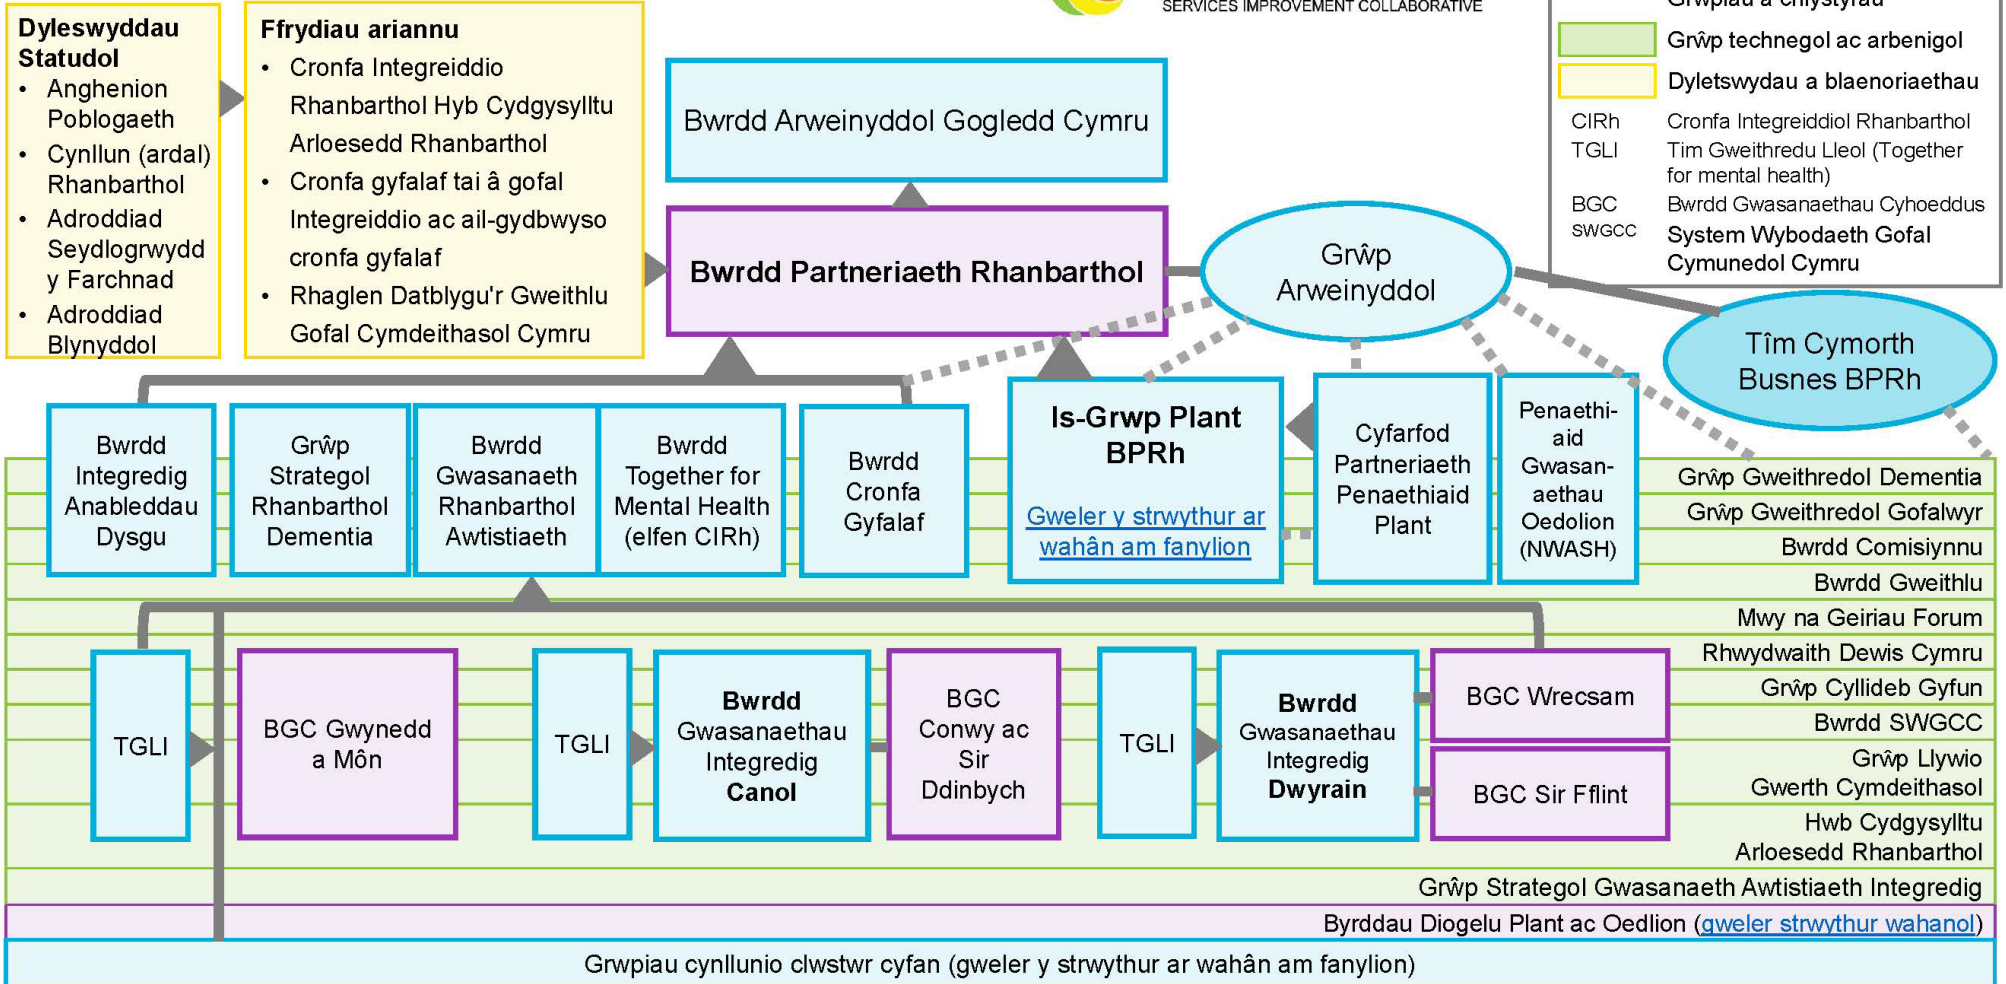 SERVICES IMPROVEMENT COLLABORATIVE
Grwpiau a chlystyrau
Grŵp technegol ac arbenigol
Dyletswydau a blaenoriaethau
CIRh Cronfa Integreiddiol Rhanbarthol
TGLI Tim Gweithredu Lleol (Together
for mental health)
BGC Bwrdd Gwasanaethau Cyhoeddus
SWGCC System Wybodaeth Gofal
Cymunedol Cymru
Dyleswyddau
Statudol
• Anghenion
Poblogaeth
• Cynllun (ardal)
Rhanbarthol
• Adroddiad
Seydlogrwydd
y Farchnad
• Adroddiad
Blynyddol
Ffrydiau ariannu
• Cronfa Integreiddio
Rhanbarthol Hyb Cydgysylltu
Arloesedd Rhanbarthol
• Cronfa gyfalaf tai â gofal
Integreiddio ac ail-gydbwyso
cronfa gyfalaf
• Rhaglen Datblygu'r Gweithlu
Gofal Cymdeithasol Cymru
Bwrdd Arweinyddol Gogledd Cymru
Bwrdd Partneriaeth Rhanbarthol
Grŵp
Arweinyddol
Tîm Cymorth
Busnes BPRh
Bwrdd
Integredig
Anableddau
Dysgu
Grŵp
Strategol
Rhanbarthol
Dementia
Bwrdd
Gwasanaeth
Rhanbarthol
Awtistiaeth
Bwrdd
Together for
Mental Health
(elfen CIRh)
Bwrdd
Cronfa
Gyfalaf
Is-Grwp Plant
BPRh
Gweler y strwythur ar
wahân am fanylion
Cyfarfod
Partneriaeth
Penaethiaid
Plant
Penaethi-
aid
Gwasan-
aethau
Oedolion
(NWASH)
Grŵp Gweithredol Dementia
Grŵp Gweithredol Gofalwyr
Bwrdd Comisiynnu
Bwrdd Gweithlu
Mwy na Geiriau Forum
Rhwydwaith Dewis Cymru
Grŵp Cyllideb Gyfun
Bwrdd SWGCC
Grŵp Llywio
Gwerth Cymdeithasol
Hwb Cydgysylltu
Arloesedd Rhanbarthol
Grŵp Strategol Gwasanaeth Awtistiaeth Integredig
TGLI
BGC Gwynedd
a Môn
TGLI
Bwrdd
Gwasanaethau
Integredig
Canol
BGC
Conwy ac
Sir
Ddinbych
TGLI
Bwrdd
Gwasanaethau
Integredig
Dwyrain
BGC Wrecsam
BGC Sir Fflint
Byrddau Diogelu Plant ac Oedlion (gweler strwythur wahanol)
Grwpiau cynllunio clwstwr cyfan (gweler y strwythur ar wahân am fanylion)